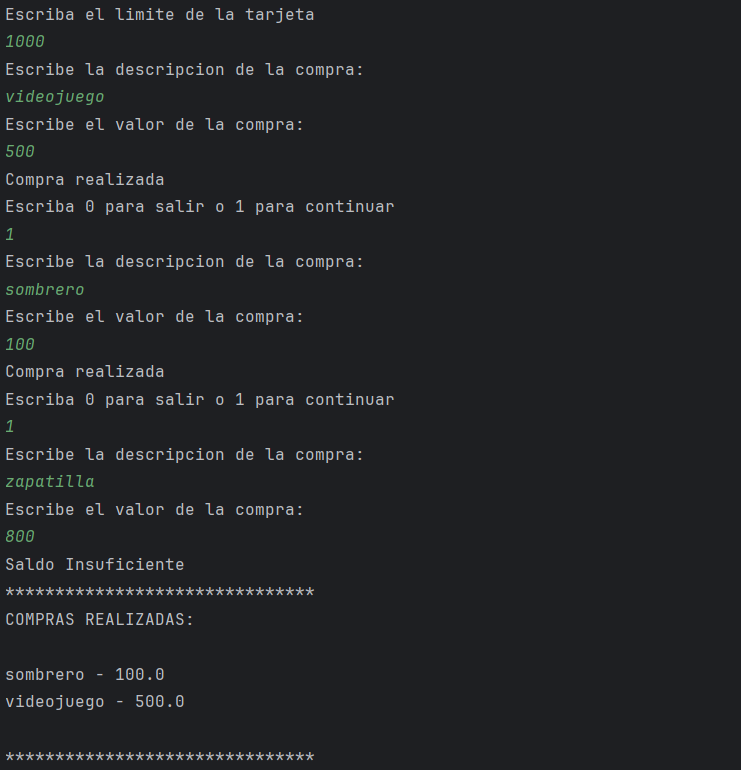 Escriba el limite de la tarjeta
1000
Escribe la descripcion de la compra:
videojuego
Escribe el valor de la compra:
500
Compra realizada
Escriba 0 para salir o 1 para continuar
1
Escribe la descripcion de la compra:
sombrero
Escribe el valor de la compra:
100
Compra realizada
Escriba 0 para salir o 1 para continuar
1
Escribe la descripcion de la compra:
zapatilla
Escribe el valor de la compra:
800
Saldo Insuficiente
*******************************
COMPRAS REALIZADAS:
sombrero - 100.0
videojuego - 500.0
*******************************